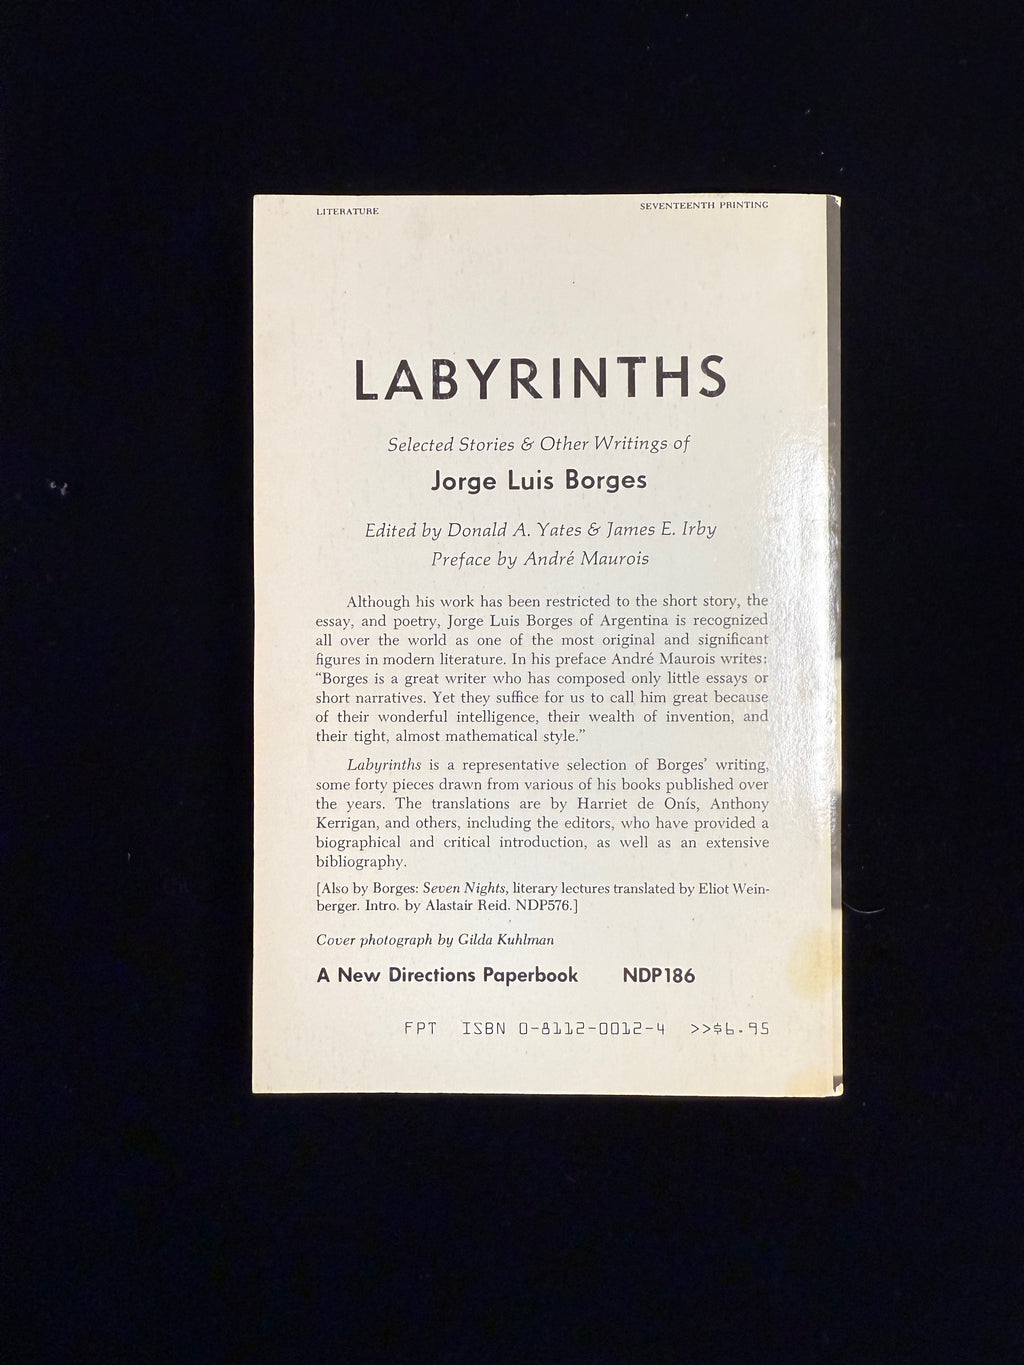 LITERATURE
SEVENTEENTH PRINTING
LABYRINTHS
Selected Stories & Other Writings of
Jorge Luis Borges
Edited by Donald A. Yates & James E. Irby
Preface by André Maurois
Although his work has been restricted to the short story, the
essay, and poetry, Jorge Luis Borges of Argentina is recognized
all over the world as one of the most original and significant
figures in modern literature. In his preface André Maurois writes:
“Borges is a great writer who has composed only little essays or
short narratives. Yet they suffice for us to call him great because
of their wonderful intelligence, their wealth of invention, and
their tight, almost mathematical style.”
Labyrinths is a representative selection of Borges’ writing,
some forty pieces drawn from various of his books published over
the years. The translations are by Harriet de Onís, Anthony
Kerrigan, and others, including the editors, who have provided a
biographical and critical introduction, as well as an extensive
bibliography.
[Also by Borges: Seven Nights, literary lectures translated by Eliot Wein-
berger. Intro. by Alastair Reid. NDP576.]
Cover photograph by Gilda Kuhlman
A New Directions Paperbook NDP186
FPT ISBN 0-8112-0012-4 >>$6.95